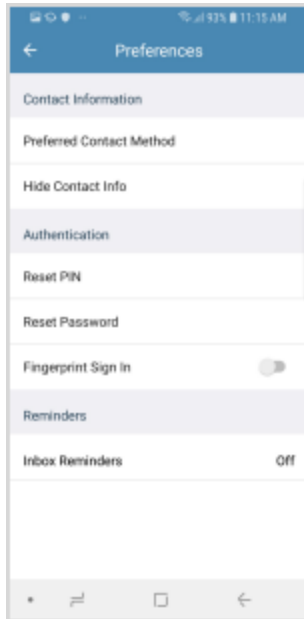 93% 11:15 AM
Preferences
Contact Information
Preferred Contact Method
Hide Contact Info
Authentication
Reset PIN
Reset Password
Fingerprint Sign In
Reminders
Inbox Reminders Off